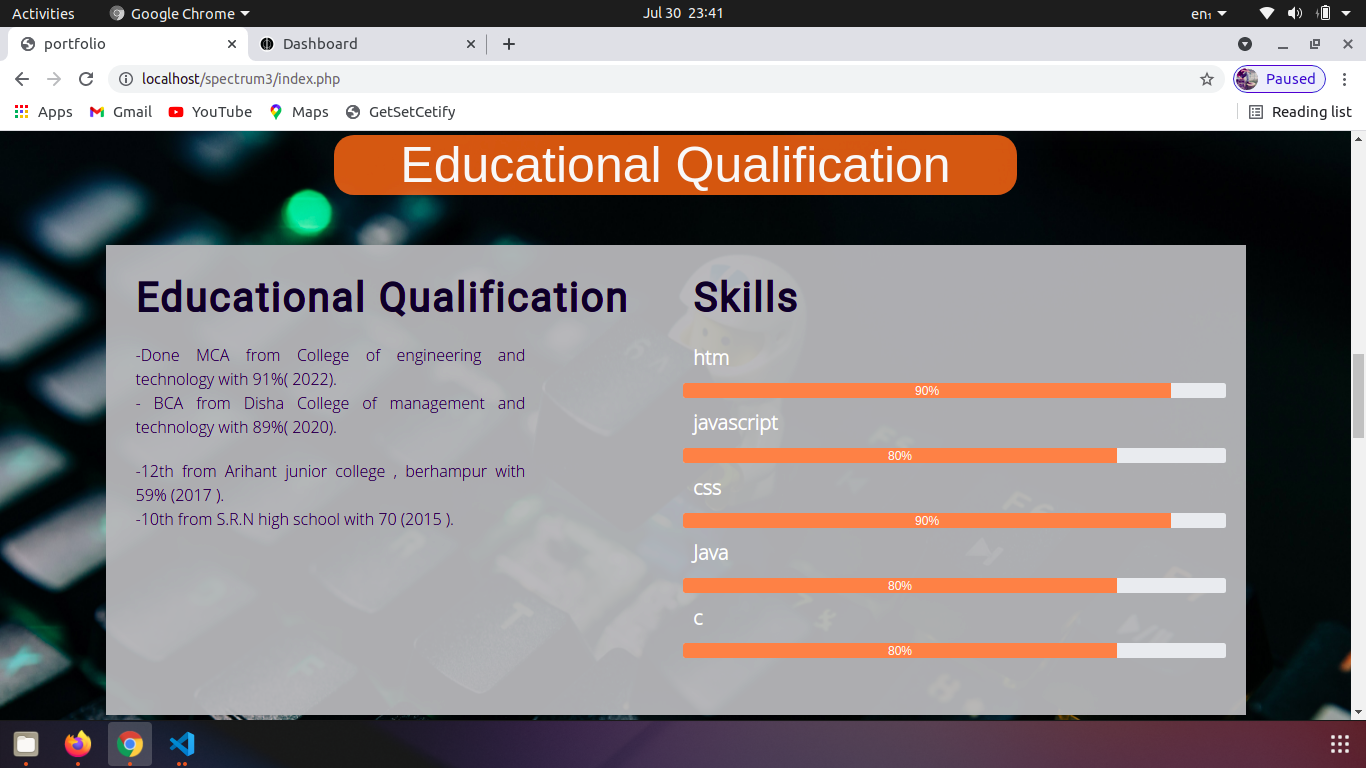 Activities Google Chrome Jul 30 23:41 en₁
portfolio Dashboard
localhost/spectrum3/index.php Paused
Apps Gmail YouTube Maps GetSetCetify Reading list
Educational Qualification
Educational Qualification
-Done MCA from College of engineering and
technology with 91%( 2022).
- BCA from Disha College of management and
technology with 89%( 2020).
-12th from Arihant junior college , berhampur with
59% (2017 ).
-10th from S.R.N high school with 70 (2015 ).
Skills
htm
90%
javascript
80%
css
90%
Java
80%
c
80%